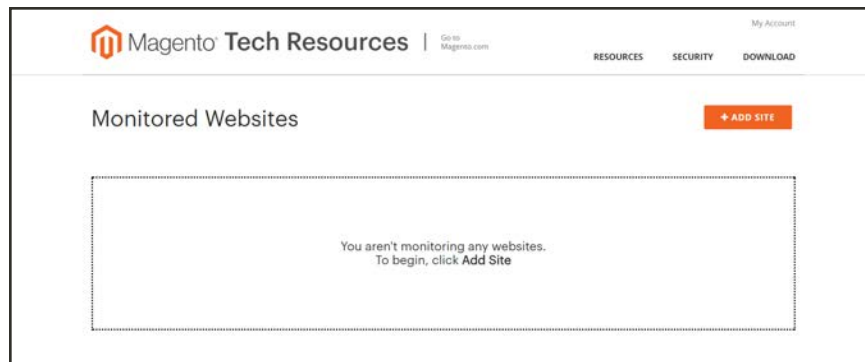 My Account
Magento Tech Resources | Go to
Magento.com
RESOURCES SECURITY DOWNLOAD
Monitored Websites
+ ADD SITE
You aren't monitoring any websites.
To begin, click Add Site